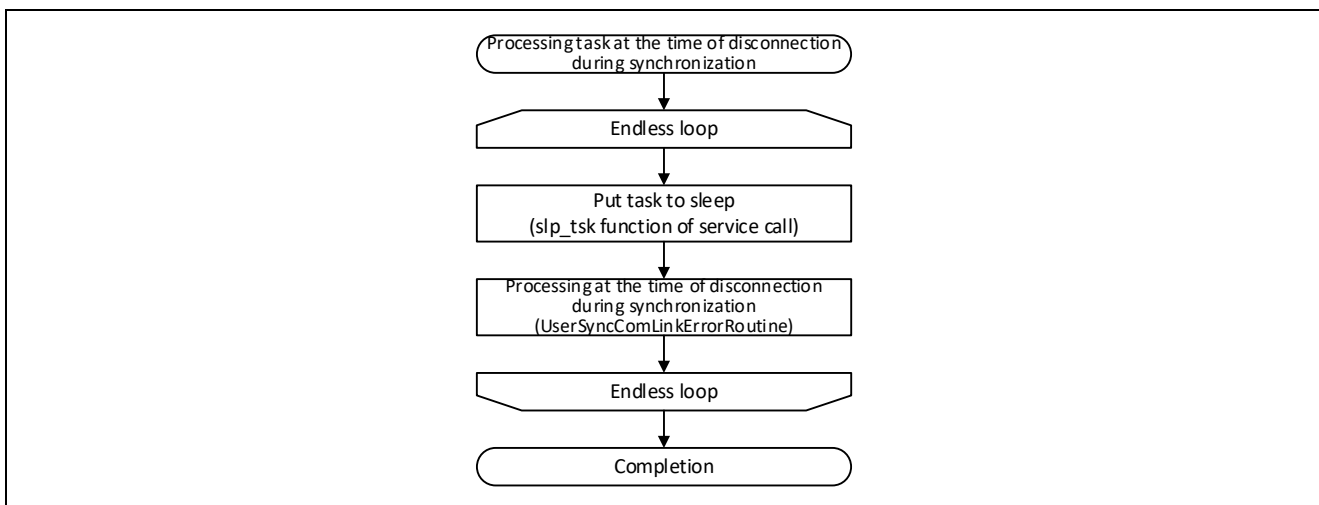 Processing task at the time of disconnection
during synchronization
Endless loop
Put task to sleep
(slp_tsk function of service call)
Processing at the time of disconnection
during synchronization
(UserSyncComLinkErrorRoutine)
Endless loop
Completion